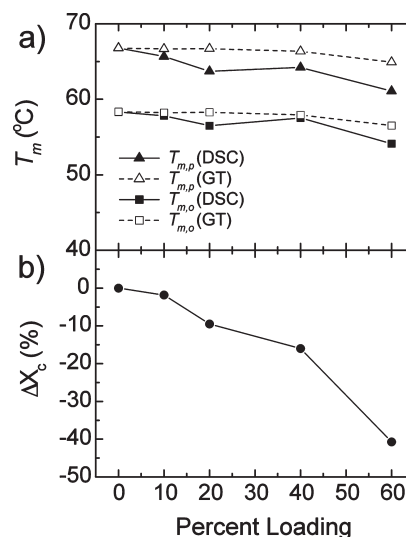 a)
70
60
50
40
T_m (°C)
T_m,p (DSC)
T_m,p (GT)
T_m,o (DSC)
T_m,o (GT)
b)
0
-10
-20
-30
-40
-50
ΔX_c (%)
0 10 20 30 40 50 60
Percent Loading